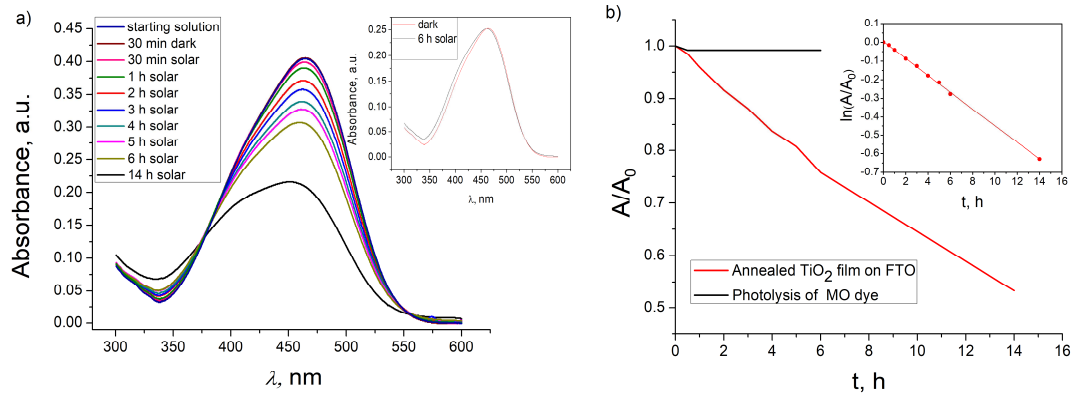 a)
starting solution
30 min dark
30 min solar
1 h solar
2 h solar
3 h solar
4 h solar
5 h solar
6 h solar
14 h solar
Absorbance, a.u.
0.45
0.40
0.35
0.30
0.25
0.20
0.15
0.10
0.05
0.00
300 350 400 450 500 550 600
λ, nm
dark
6 h solar
Absorbance, a.u.
0.25
0.20
0.15
0.10
0.05
0.00
300 350 400 450 500 550 600
λ, nm
b)
A/A0
1.0
0.9
0.8
0.7
0.6
0.5
0 2 4 6 8 10 12 14 16
t, h
Annealed TiO2 film on FTO
Photolysis of MO dye
ln(A/A0)
0.1
0.0
-0.1
-0.2
-0.3
-0.4
-0.5
-0.6
-0.7
0 2 4 6 8 10 12 14 16
t, h